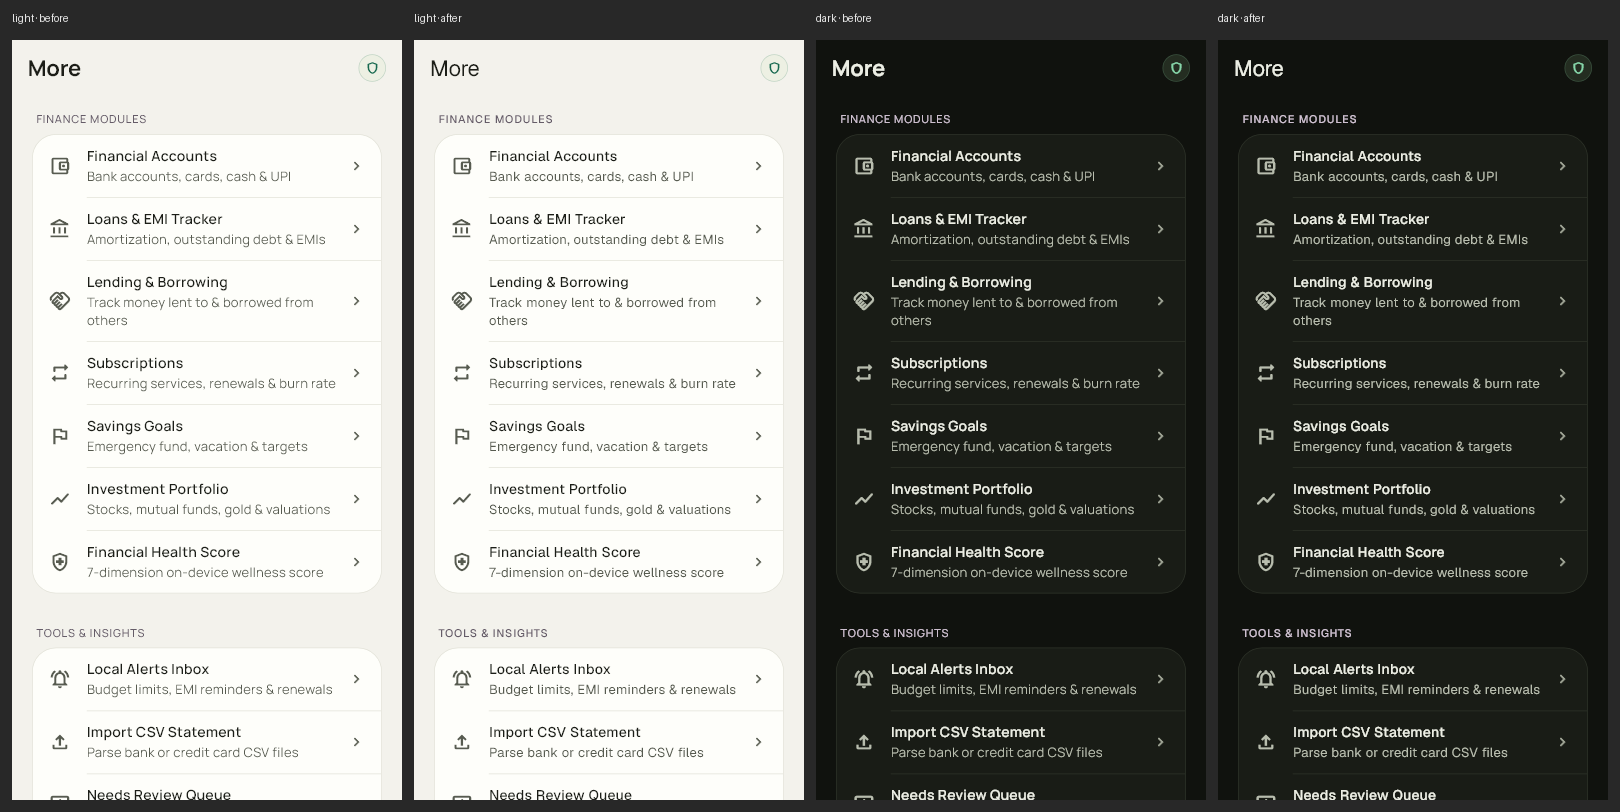 light·before
More
FINANCE MODULES
Financial Accounts
Bank accounts, cards, cash & UPI
Loans & EMI Tracker
Amortization, outstanding debt & EMIs
Lending & Borrowing
Track money lent to & borrowed from
others
Subscriptions
Recurring services, renewals & burn rate
Savings Goals
Emergency fund, vacation & targets
Investment Portfolio
Stocks, mutual funds, gold & valuations
Financial Health Score
7-dimension on-device wellness score
TOOLS & INSIGHTS
Local Alerts Inbox
Budget limits, EMI reminders & renewals
Import CSV Statement
Parse bank or credit card CSV files
Needs Review Queue
light·after
More
FINANCE MODULES
Financial Accounts
Bank accounts, cards, cash & UPI
Loans & EMI Tracker
Amortization, outstanding debt & EMIs
Lending & Borrowing
Track money lent to & borrowed from
others
Subscriptions
Recurring services, renewals & burn rate
Savings Goals
Emergency fund, vacation & targets
Investment Portfolio
Stocks, mutual funds, gold & valuations
Financial Health Score
7-dimension on-device wellness score
TOOLS & INSIGHTS
Local Alerts Inbox
Budget limits, EMI reminders & renewals
Import CSV Statement
Parse bank or credit card CSV files
Needs Review Queue
dark·before
More
FINANCE MODULES
Financial Accounts
Bank accounts, cards, cash & UPI
Loans & EMI Tracker
Amortization, outstanding debt & EMIs
Lending & Borrowing
Track money lent to & borrowed from
others
Subscriptions
Recurring services, renewals & burn rate
Savings Goals
Emergency fund, vacation & targets
Investment Portfolio
Stocks, mutual funds, gold & valuations
Financial Health Score
7-dimension on-device wellness score
TOOLS & INSIGHTS
Local Alerts Inbox
Budget limits, EMI reminders & renewals
Import CSV Statement
Parse bank or credit card CSV files
Needs Review Queue
dark·after
More
FINANCE MODULES
Financial Accounts
Bank accounts, cards, cash & UPI
Loans & EMI Tracker
Amortization, outstanding debt & EMIs
Lending & Borrowing
Track money lent to & borrowed from
others
Subscriptions
Recurring services, renewals & burn rate
Savings Goals
Emergency fund, vacation & targets
Investment Portfolio
Stocks, mutual funds, gold & valuations
Financial Health Score
7-dimension on-device wellness score
TOOLS & INSIGHTS
Local Alerts Inbox
Budget limits, EMI reminders & renewals
Import CSV Statement
Parse bank or credit card CSV files
Needs Review Queue